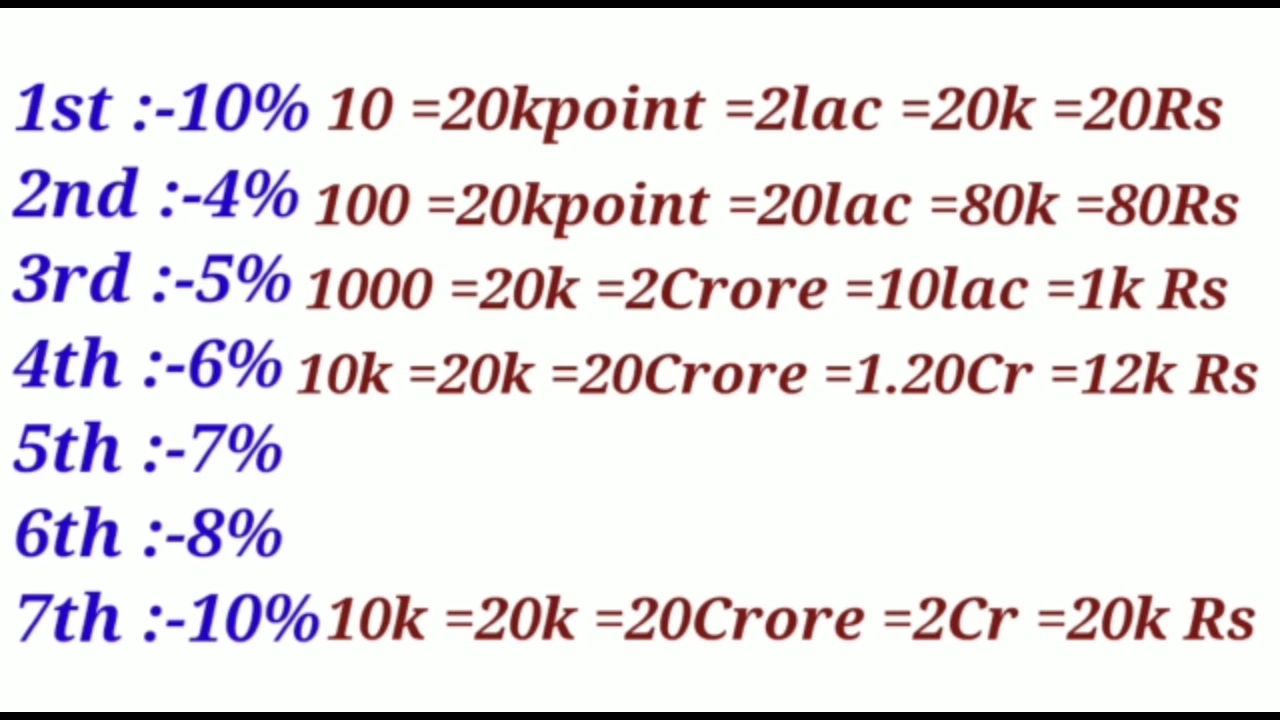 1st :-10% 10 =20kpoint =2lac =20k =20Rs
2nd :-4% 100 =20kpoint =20lac =80k =80Rs
3rd :-5% 1000 =20k =2Crore =10lac =1k Rs
4th :-6% 10k =20k =20Crore =1.20Cr =12k Rs
5th :-7%
6th :-8%
7th :-10% 10k =20k =20Crore =2Cr =20k Rs